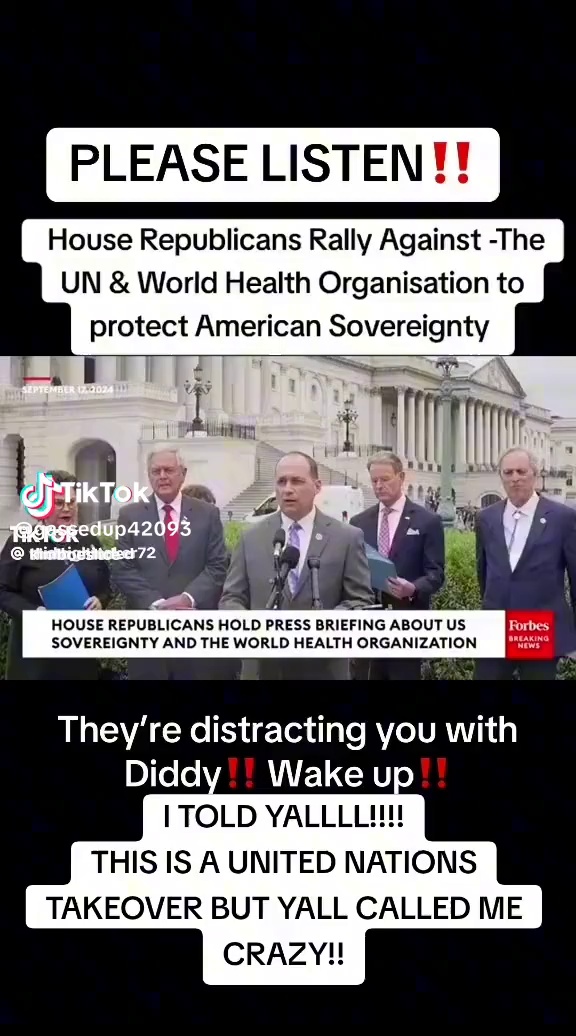 PLEASE LISTEN‼️
House Republicans Rally Against -The
UN & World Health Organisation to
protect American Sovereignty
SEPTEMBER 12, 2024
TikTok
@gassedup42093
TikTok
HOUSE REPUBLICANS HOLD PRESS BRIEFING ABOUT US
SOVEREIGNTY AND THE WORLD HEALTH ORGANIZATION
Forbes
BREAKING
NEWS
They’re distracting you with
Diddy‼️ Wake up‼️
I TOLD YALLLL!!!!
THIS IS A UNITED NATIONS
TAKEOVER BUT YALL CALLED ME
CRAZY!!